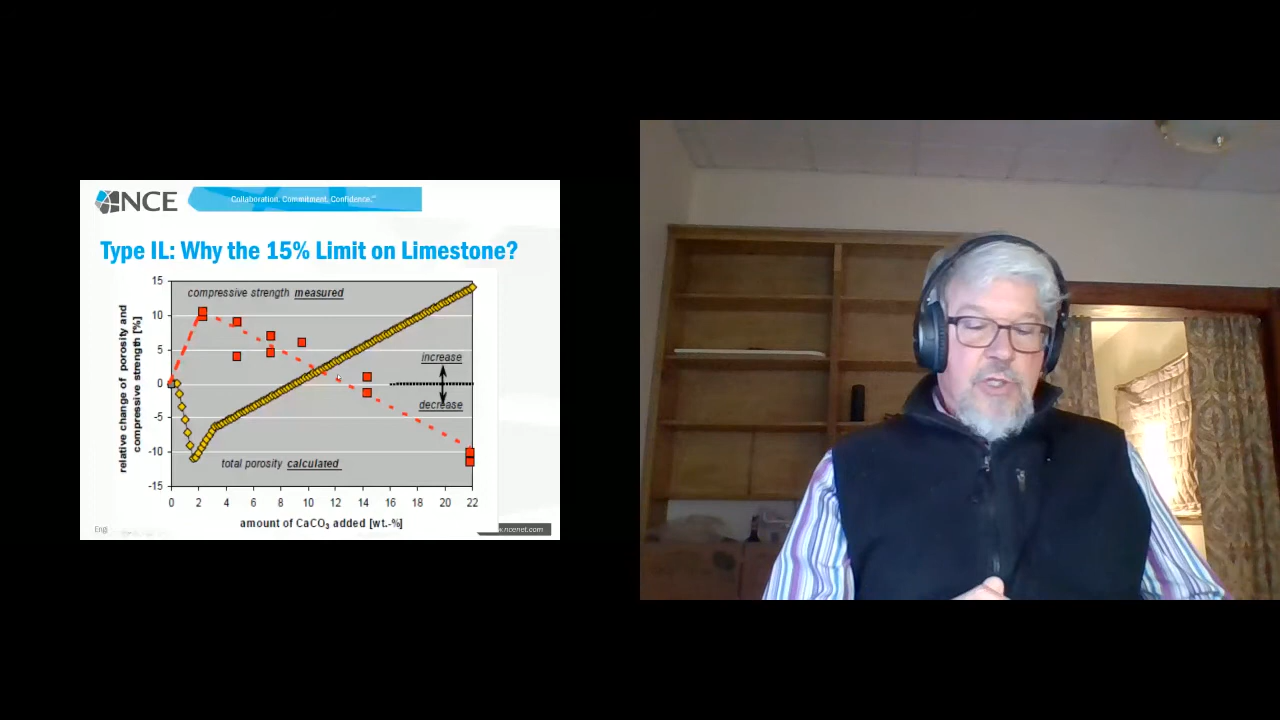 NCE
Collaboration. Commitment. Confidence.™
Type IL: Why the 15% Limit on Limestone?
compressive strength measured
total porosity calculated
increase
decrease
relative change of porosity and
compressive strength [%]
15
10
5
0
-5
-10
-15
0 2 4 6 8 10 12 14 16 18 20 22
amount of CaCO3 added [wt.-%]
Engi
w.ncenet.com